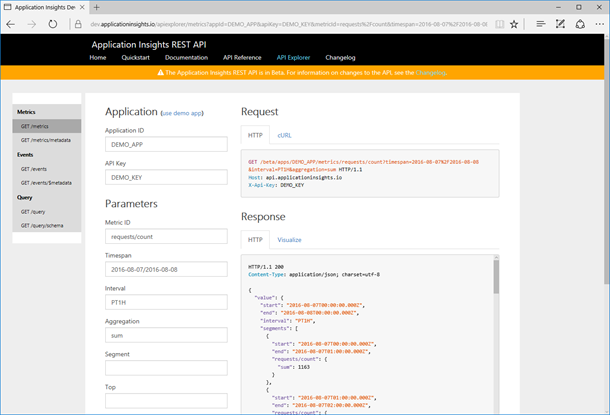 Application Insights De
dev.applicationinsights.io/apiexplorer/metrics?appId=DEMO_APP&apiKey=DEMO_KEY&metricId=requests%2Fcount&timespan=2016-08-07%2F2016-08-08
Application Insights REST API
Home Quickstart Documentation API Reference API Explorer Changelog
The Application Insights REST API is in Beta. For information on changes to the API, see the Changelog.
Metrics
GET /metrics
GET /metrics/metadata
Events
GET /events
GET /events/$metadata
Query
GET /query
GET /query/schema
Application (use demo app)
Application ID
DEMO_APP
API Key
DEMO_KEY
Parameters
Metric ID
requests/count
Timespan
2016-08-07/2016-08-08
Interval
PT1H
Aggregation
sum
Segment
Top
Request
HTTP cURL
GET /beta/apps/DEMO_APP/metrics/requests/count?timespan=2016-08-07%2F2016-08-08
&interval=PT1H&aggregation=sum HTTP/1.1
Host: api.applicationinsights.io
X-Api-Key: DEMO_KEY
Response
HTTP Visualize
HTTP/1.1 200
Content-Type: application/json; charset=utf-8
{
"value": {
"start": "2016-08-07T00:00:00.000Z",
"end": "2016-08-08T00:00:00.000Z",
"interval": "PT1H",
"segments": [
{
"start": "2016-08-07T00:00:00.000Z",
"end": "2016-08-07T01:00:00.000Z",
"requests/count": {
"sum": 1163
}
},
{
"start": "2016-08-07T01:00:00.000Z",
"end": "2016-08-07T02:00:00.000Z",
"requests/count": {